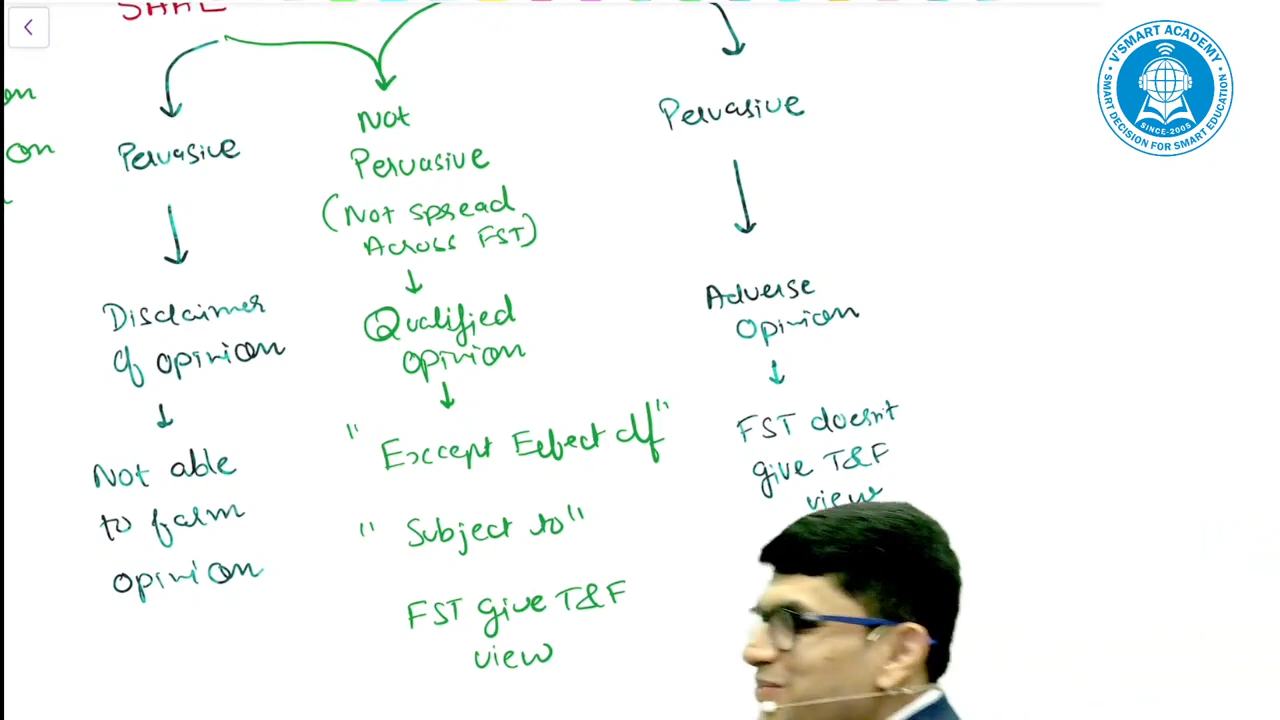 on
Pervasive
Disclaimer
of opinion
Not able
to form
opinion
Not
Pervasive
(Not spread
Across FST)
Qualified
opinion
"Except Effect of"
"Subject to"
FST give T&F
view
Pervasive
Adverse
Opinion
FST doesn't
give T&F
view
V'SMART ACADEMY
SINCE-2005
SMART DECISION FOR SMART EDUCATION